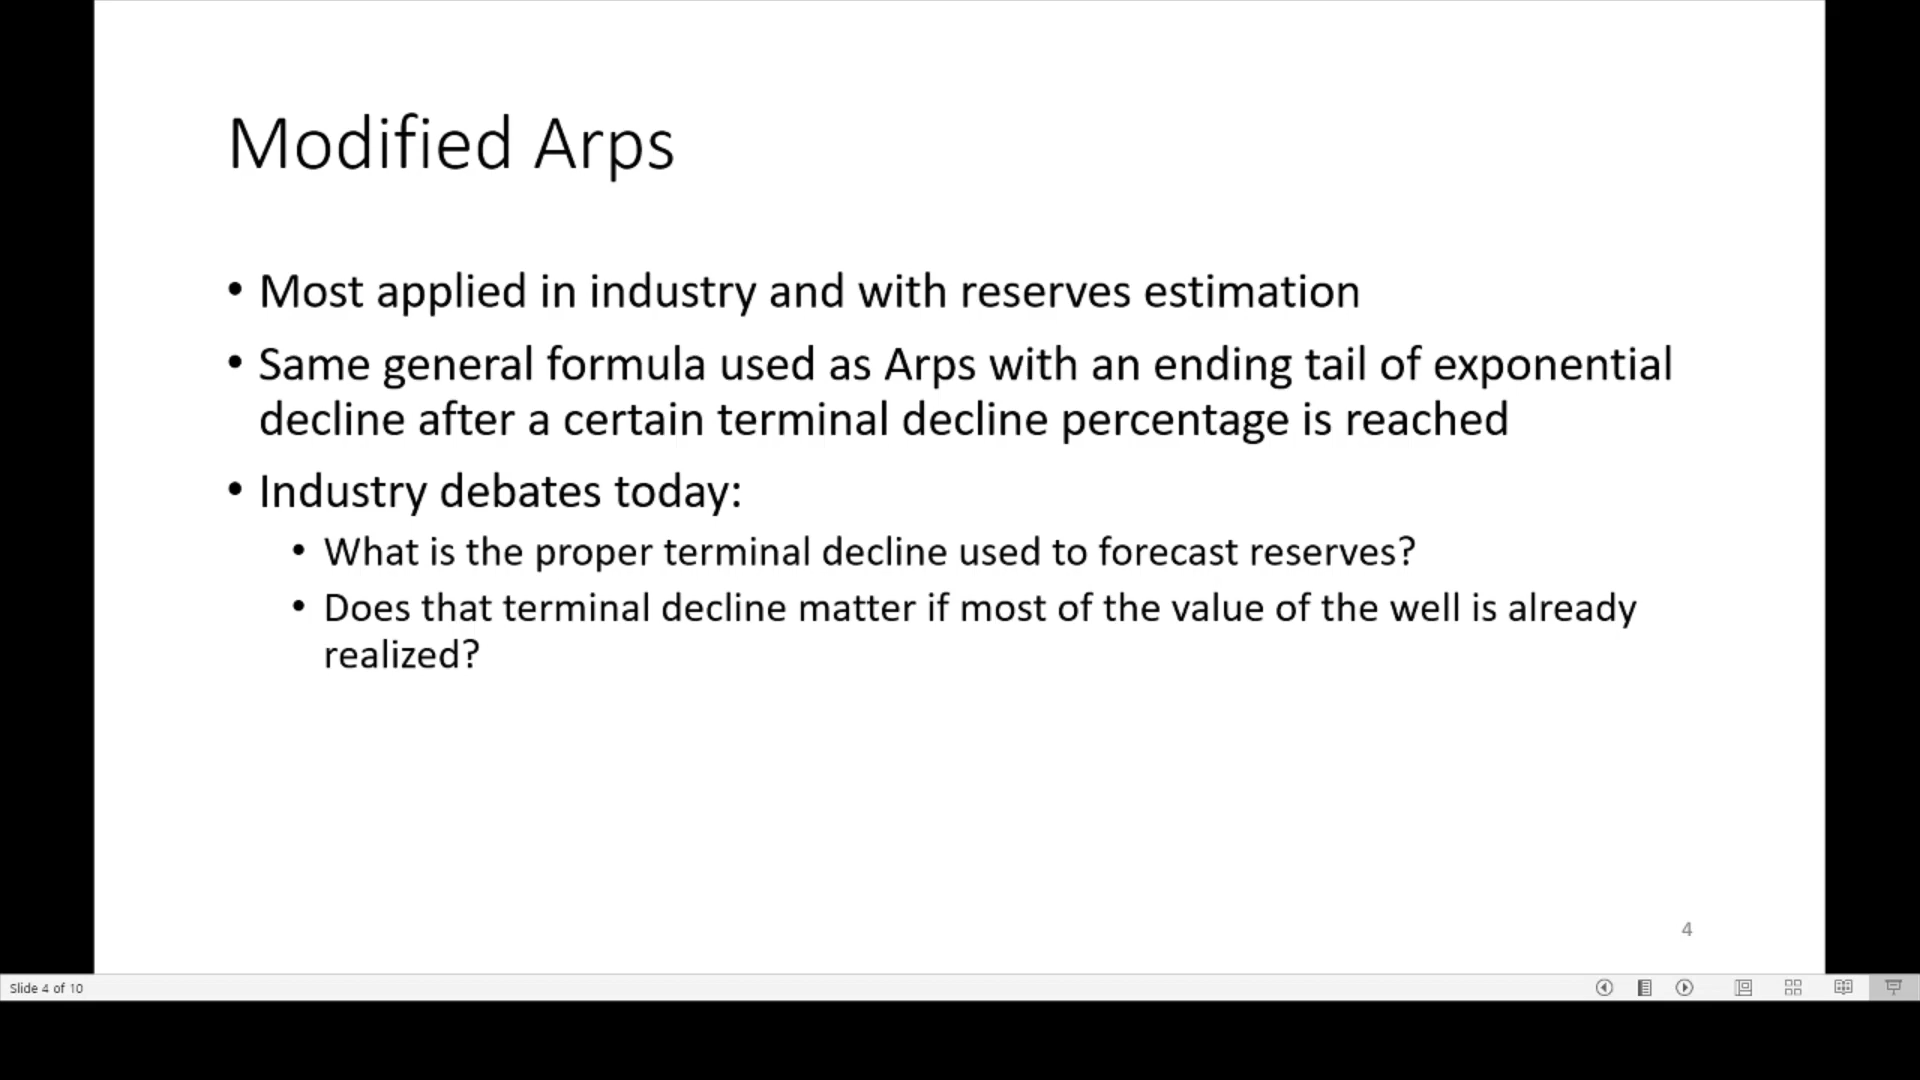 Modified Arps
• Most applied in industry and with reserves estimation
• Same general formula used as Arps with an ending tail of exponential
decline after a certain terminal decline percentage is reached
• Industry debates today:
• What is the proper terminal decline used to forecast reserves?
• Does that terminal decline matter if most of the value of the well is already
realized?
4
Slide 4 of 10